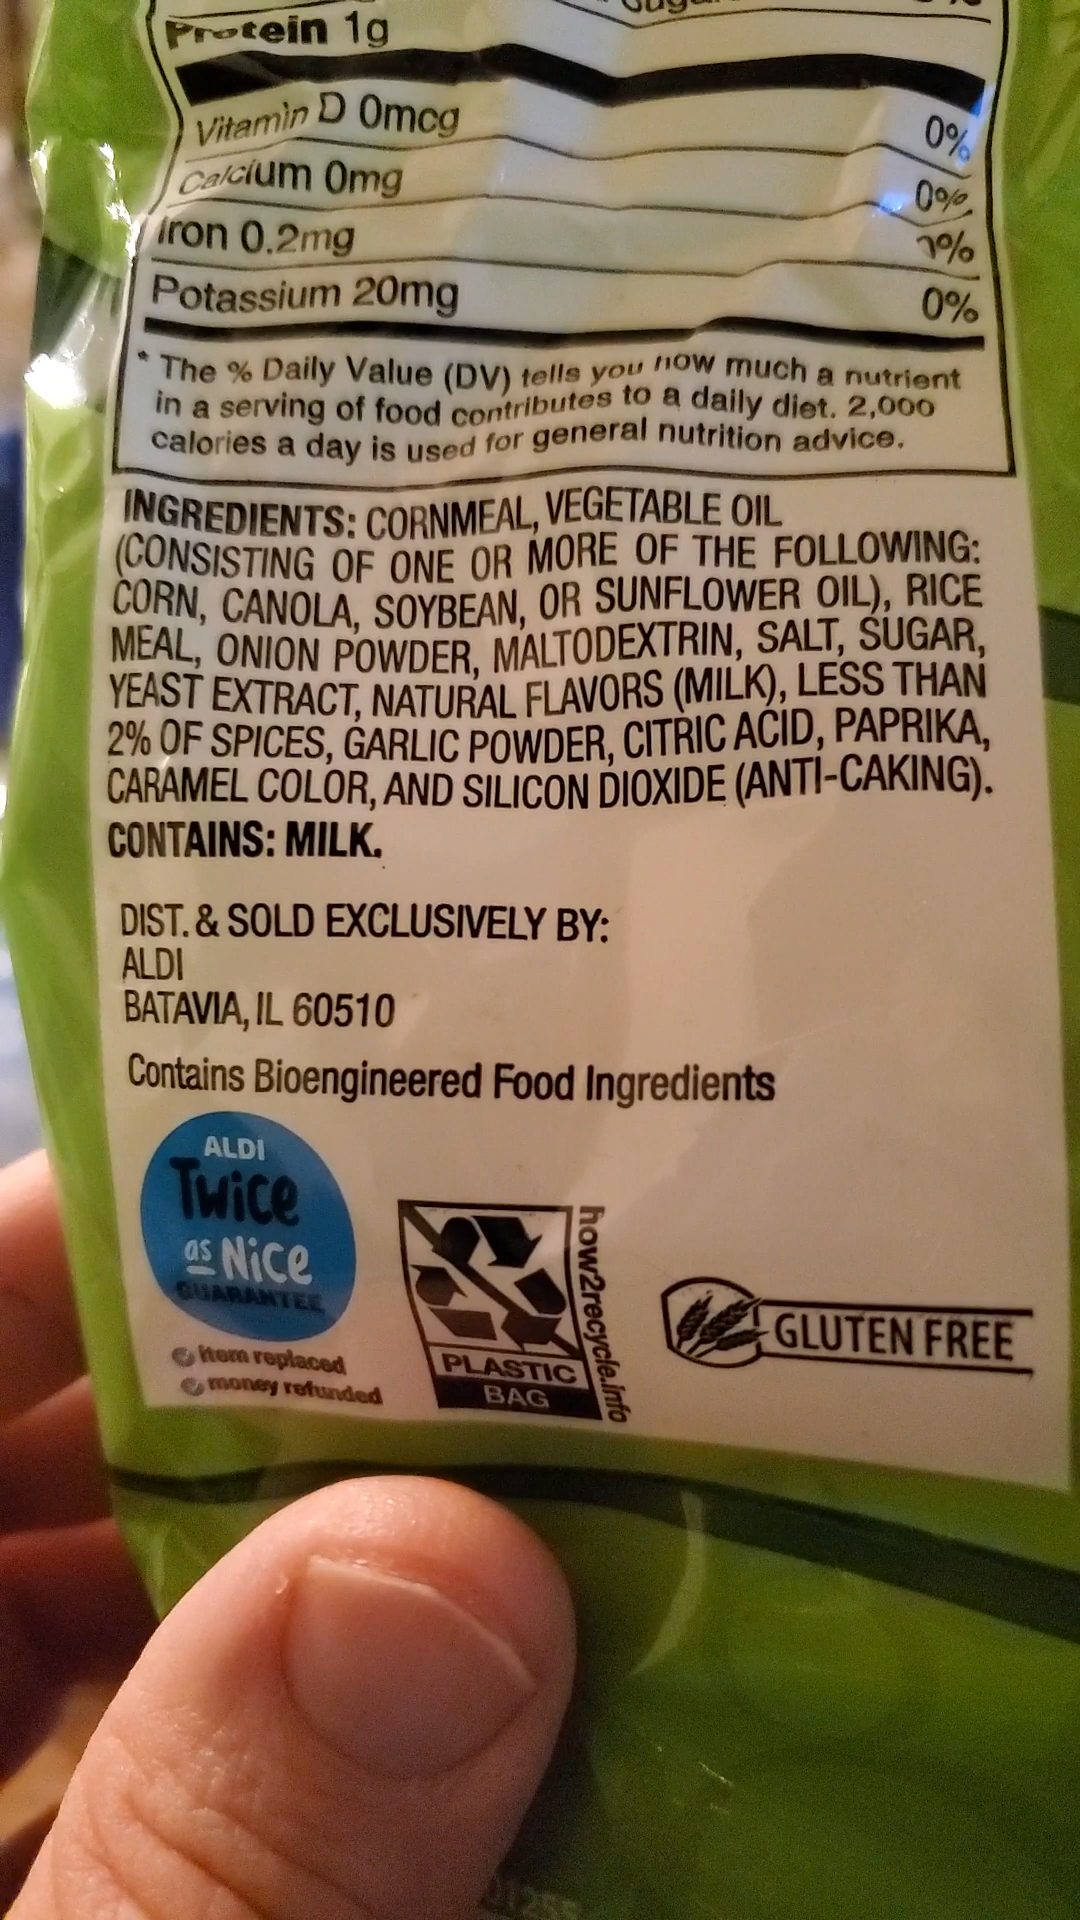 Protein 1g
Vitamin D 0mcg 0%
Calcium 0mg 0%
Iron 0.2mg 1%
Potassium 20mg 0%
* The % Daily Value (DV) tells you how much a nutrient
in a serving of food contributes to a daily diet. 2,000
calories a day is used for general nutrition advice.
INGREDIENTS: CORNMEAL, VEGETABLE OIL
(CONSISTING OF ONE OR MORE OF THE FOLLOWING:
CORN, CANOLA, SOYBEAN, OR SUNFLOWER OIL), RICE
MEAL, ONION POWDER, MALTODEXTRIN, SALT, SUGAR,
YEAST EXTRACT, NATURAL FLAVORS (MILK), LESS THAN
2% OF SPICES, GARLIC POWDER, CITRIC ACID, PAPRIKA,
CARAMEL COLOR, AND SILICON DIOXIDE (ANTI-CAKING).
CONTAINS: MILK.
DIST. & SOLD EXCLUSIVELY BY:
ALDI
BATAVIA, IL 60510
Contains Bioengineered Food Ingredients
ALDI
Twice
as Nice
GUARANTEE
item replaced
money refunded
PLASTIC
BAG
how2recycle.info
GLUTEN FREE